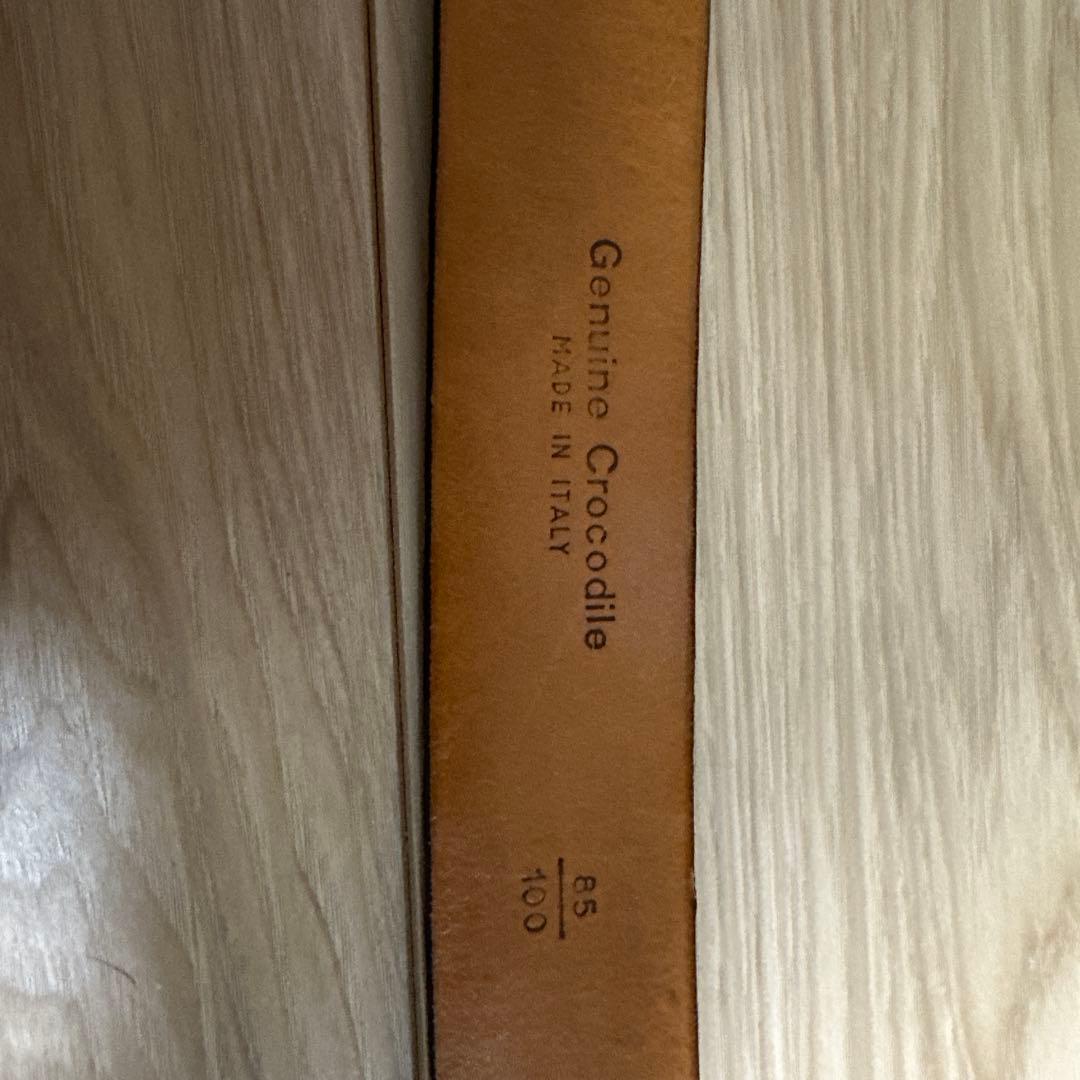 Genuine Crocodile
MADE IN ITALY
85
100